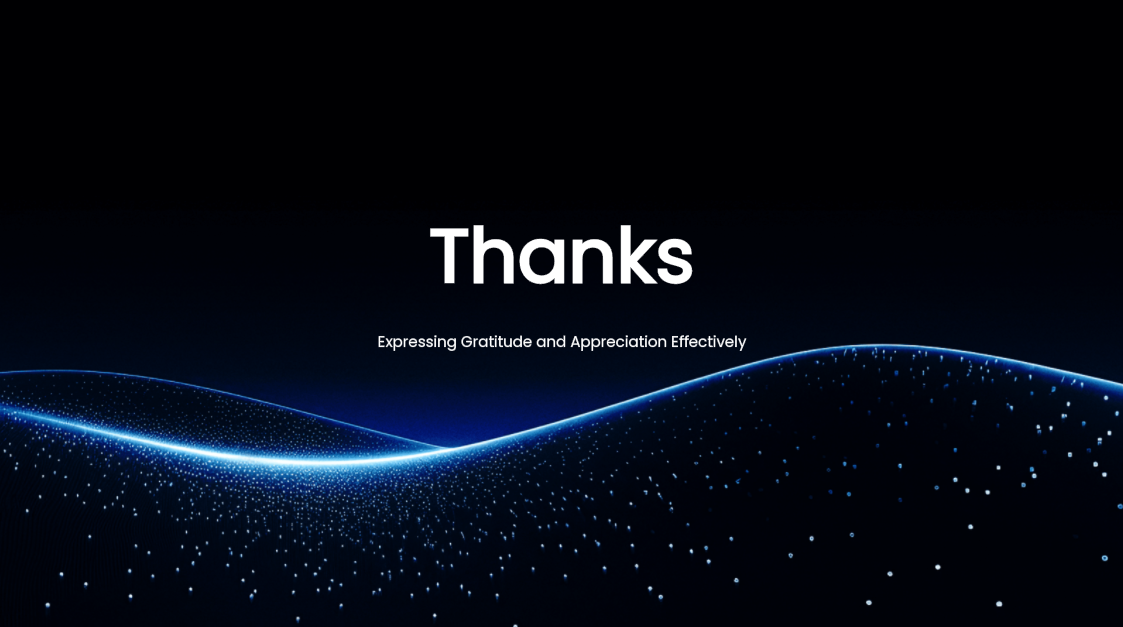 Thanks
Expressing Gratitude and Appreciation Effectively